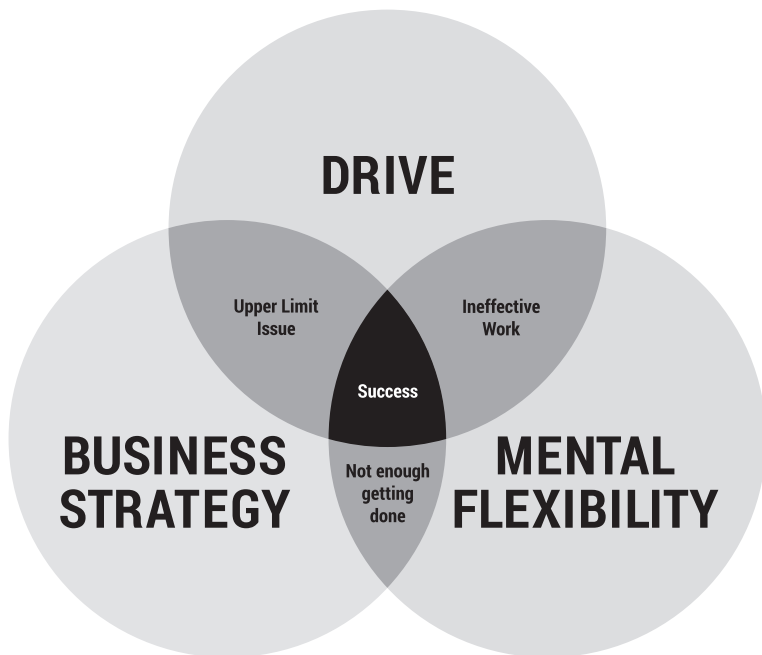 DRIVE
Upper Limit
Issue
Ineffective
Work
Success
BUSINESS
STRATEGY
Not enough
getting
done
MENTAL
FLEXIBILITY